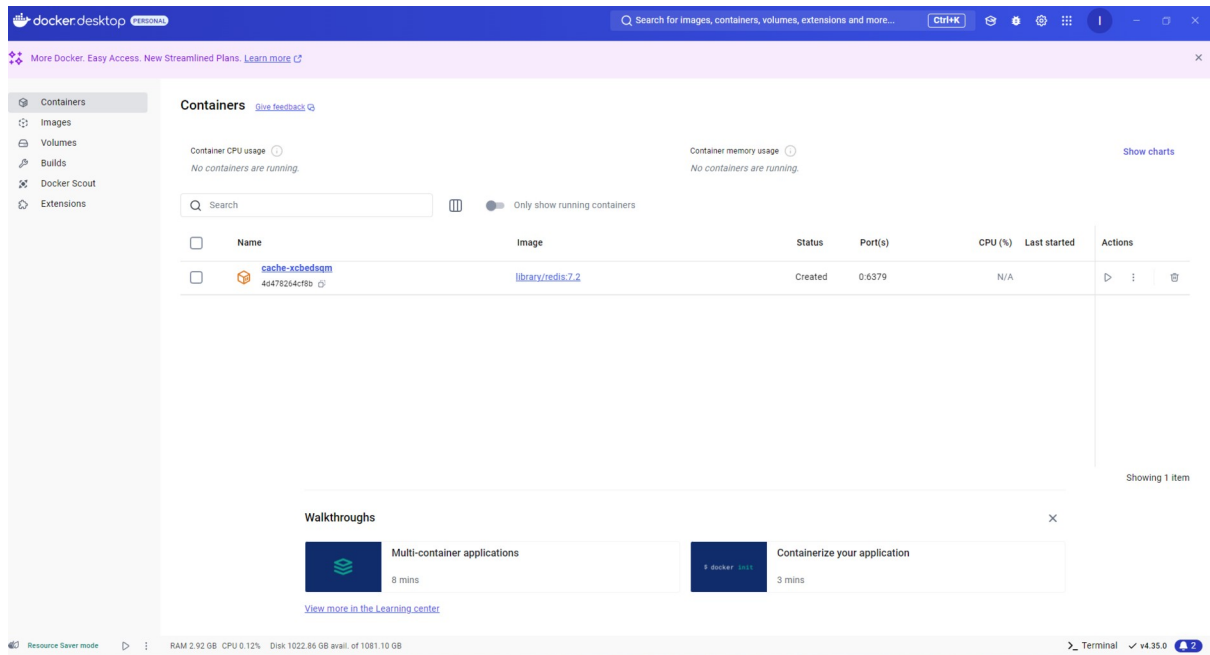 docker.desktop PERSONAL
Search for images, containers, volumes, extensions and more... Ctrl+K
I
More Docker. Easy Access. New Streamlined Plans. Learn more
Containers
Images
Volumes
Builds
Docker Scout
Extensions
Containers Give feedback
Container CPU usage
No containers are running.
Container memory usage
No containers are running.
Show charts
Search
Only show running containers
Name Image Status Port(s) CPU (%) Last started Actions
cache-xcbedsqm
4d478264cf8b
library/redis:7.2 Created 0:6379 N/A
Showing 1 item
Walkthroughs
Multi-container applications
8 mins
$ docker init
Containerize your application
3 mins
View more in the Learning center
Resource Saver mode RAM 2.92 GB CPU 0.12% Disk 1022.86 GB avail. of 1081.10 GB >_ Terminal v4.35.0 2